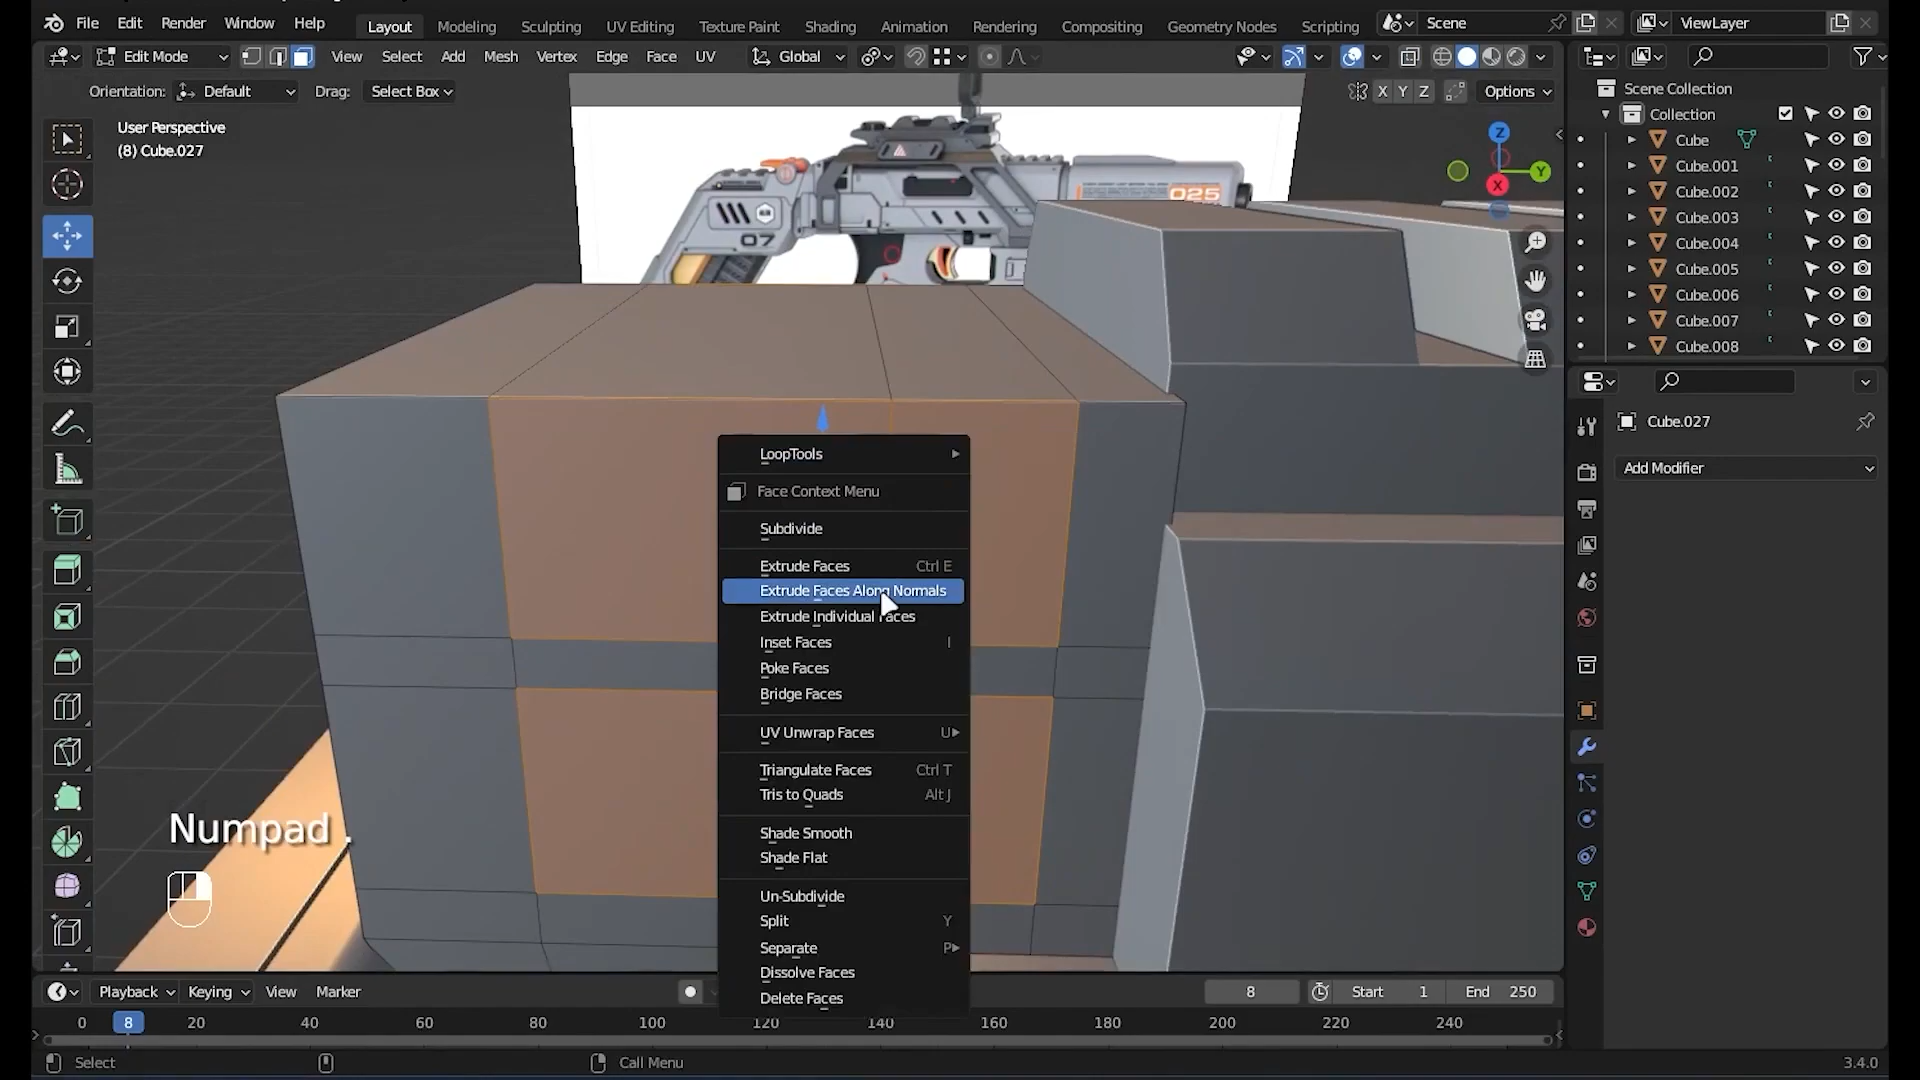 File Edit Render Window Help Layout Modeling Sculpting UV Editing Texture Paint Shading Animation Rendering Compositing Geometry Nodes Scripting Scene ViewLayer
Edit Mode View Select Add Mesh Vertex Edge Face UV Global
Orientation: Default Drag: Select Box X Y Z Options
User Perspective
(8) Cube.027
Scene Collection
Collection
Cube
Cube.001
Cube.002
Cube.003
Cube.004
Cube.005
Cube.006
Cube.007
Cube.008
Z
Y
X
025
07
Cube.027
Add Modifier
LoopTools
Face Context Menu
Subdivide
Extrude Faces Ctrl E
Extrude Faces Along Normals
Extrude Individual Faces
Inset Faces I
Poke Faces
Bridge Faces
UV Unwrap Faces U
Triangulate Faces Ctrl T
Tris to Quads Alt J
Shade Smooth
Shade Flat
Un-Subdivide
Split Y
Separate P
Dissolve Faces
Delete Faces
Numpad .
Playback Keying View Marker 8 Start 1 End 250
0 8 20 40 60 80 100 120 140 160 180 200 220 240
Select Call Menu 3.4.0